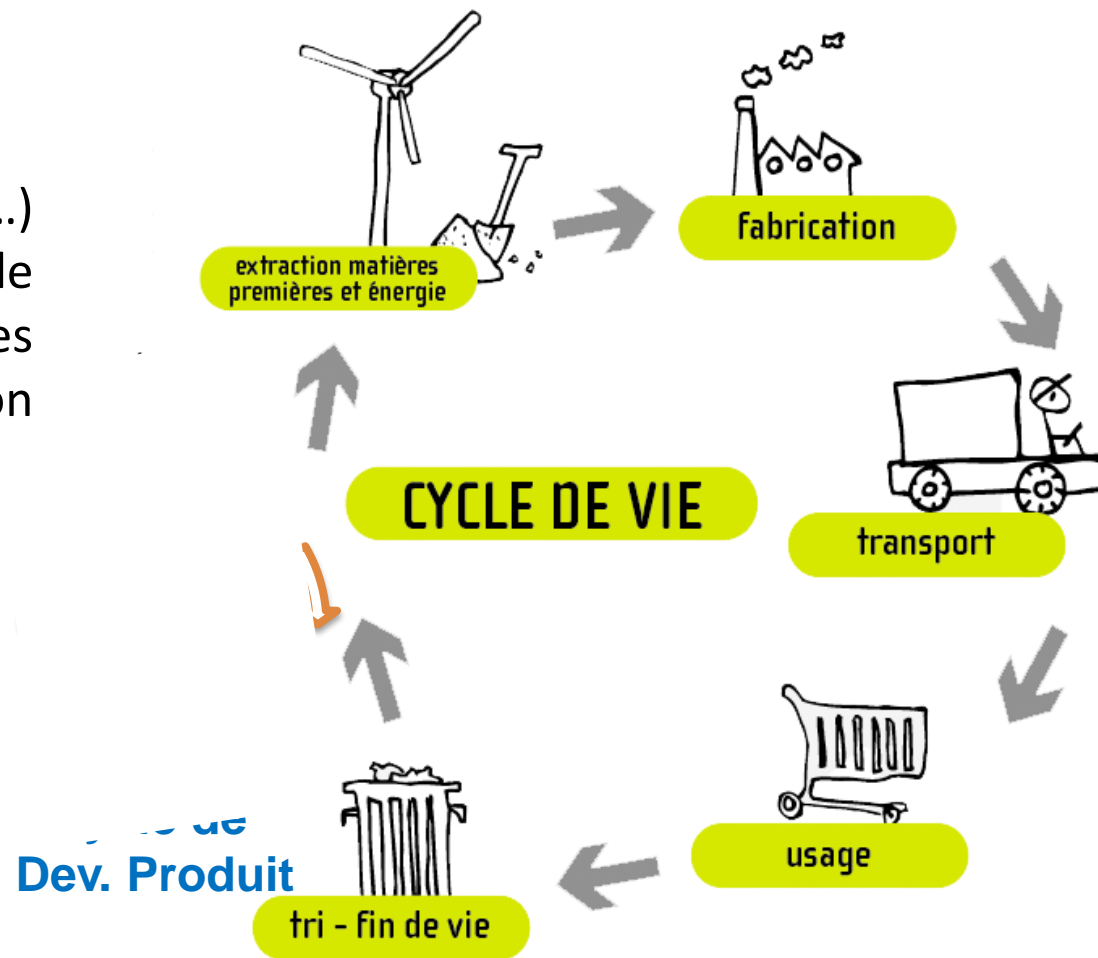 …)
le
es
on
extraction matières
premières et énergie
fabrication
CYCLE DE VIE
transport
usage
de
Dev. Produit
tri - fin de vie